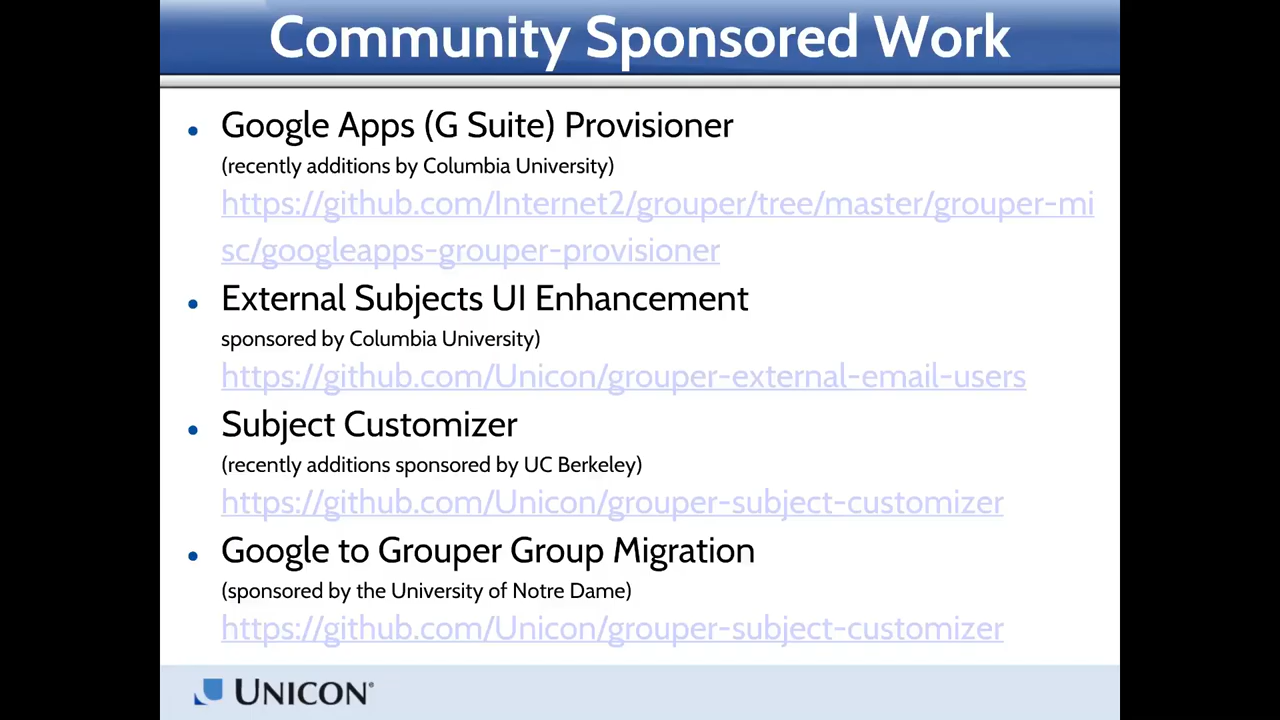 Community Sponsored Work
• Google Apps (G Suite) Provisioner
(recently additions by Columbia University)
https://github.com/Internet2/grouper/tree/master/grouper-mi
sc/googleapps-grouper-provisioner
• External Subjects UI Enhancement
sponsored by Columbia University)
https://github.com/Unicon/grouper-external-email-users
• Subject Customizer
(recently additions sponsored by UC Berkeley)
https://github.com/Unicon/grouper-subject-customizer
• Google to Grouper Group Migration
(sponsored by the University of Notre Dame)
https://github.com/Unicon/grouper-subject-customizer
UNICON®